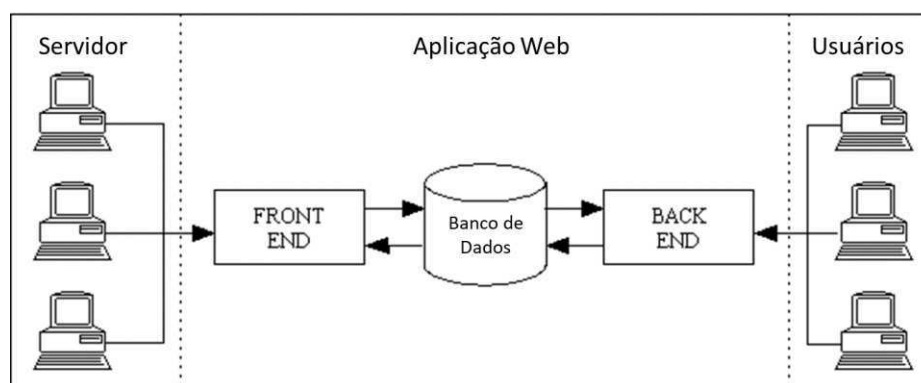 Servidor
Aplicação Web
Usuários
FRONT
END
Banco de
Dados
BACK
END